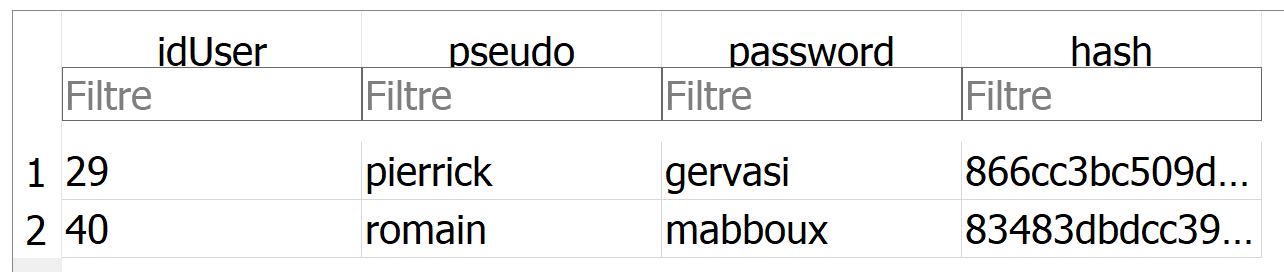 idUser pseudo password hash
Filtre Filtre Filtre Filtre
1 29 pierrick gervasi 866cc3bc509d...
2 40 romain mabboux 83483dbdcc39...